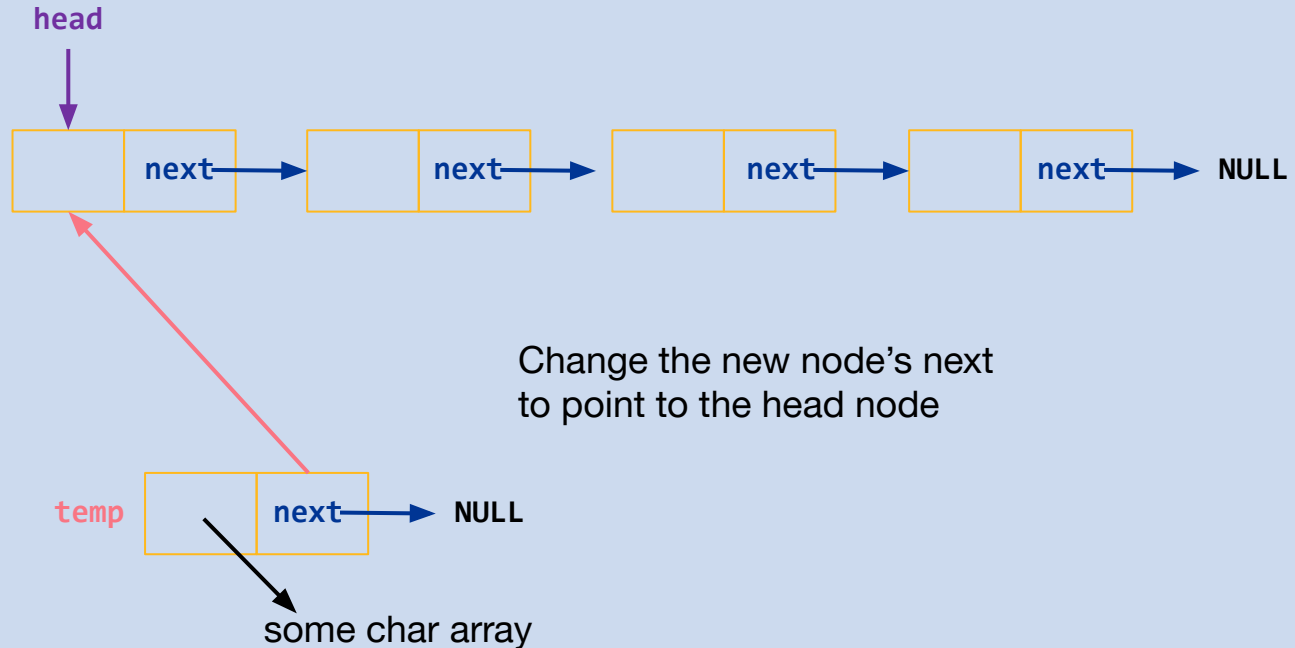 head
next next next next NULL
Change the new node’s next
to point to the head node
temp next NULL
some char array